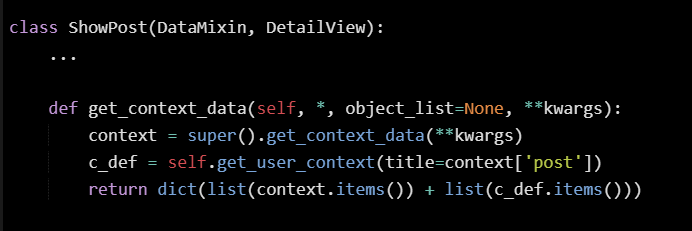 class ShowPost(DataMixin, DetailView):
    ...
    def get_context_data(self, *, object_list=None, **kwargs):
        context = super().get_context_data(**kwargs)
        c_def = self.get_user_context(title=context['post'])
        return dict(list(context.items()) + list(c_def.items()))